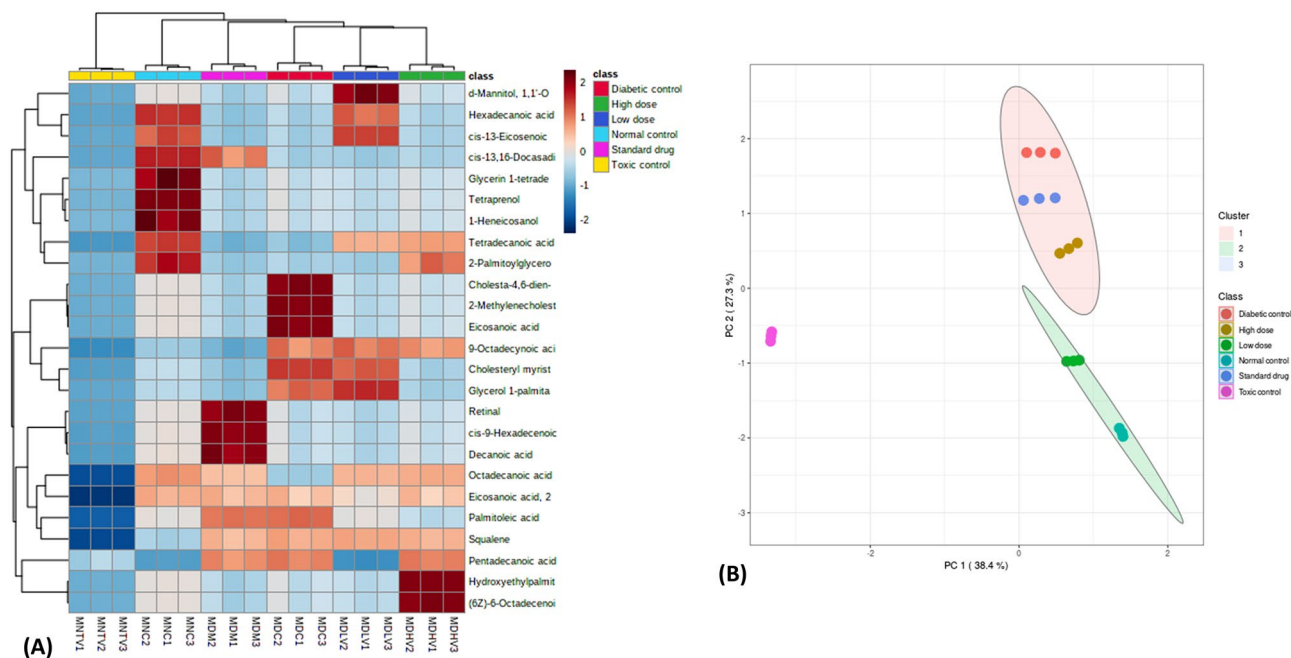 class
d-Mannitol, 1,1'-O
Hexadecanoic acid
cis-13-Eicosenoic
cis-13,16-Docasadi
Glycerin 1-tetrade
Tetraprenol
1-Heneicosanol
Tetradecanoic acid
2-Palmitoylglycero
Cholesta-4,6-dien-
2-Methylenecholest
Eicosanoic acid
9-Octadecynoic aci
Cholesteryl myrist
Glycerol 1-palmita
Retinal
cis-9-Hexadecenoic
Decanoic acid
Octadecanoic acid
Eicosanoic acid, 2
Palmitoleic acid
Squalene
Pentadecanoic acid
Hydroxyethylpalmit
(6Z)-6-Octadecenoi
MNTV1
MNTV2
MNTV3
MNC2
MNC1
MNC3
MDM2
MDM1
MDM3
MDC2
MDC1
MDC3
MDLV2
MDLV1
MDLV3
MDHV2
MDHV1
MDHV3
2
1
0
-1
-2
class
Diabetic control
High dose
Low dose
Normal control
Standard drug
Toxic control
(A)
PC 2 ( 27.3 %)
2
1
0
-1
-2
-3
-2
0
2
PC 1 ( 38.4 %)
Cluster
1
2
3
Class
Diabetic control
High dose
Low dose
Normal control
Standard drug
Toxic control
(B)